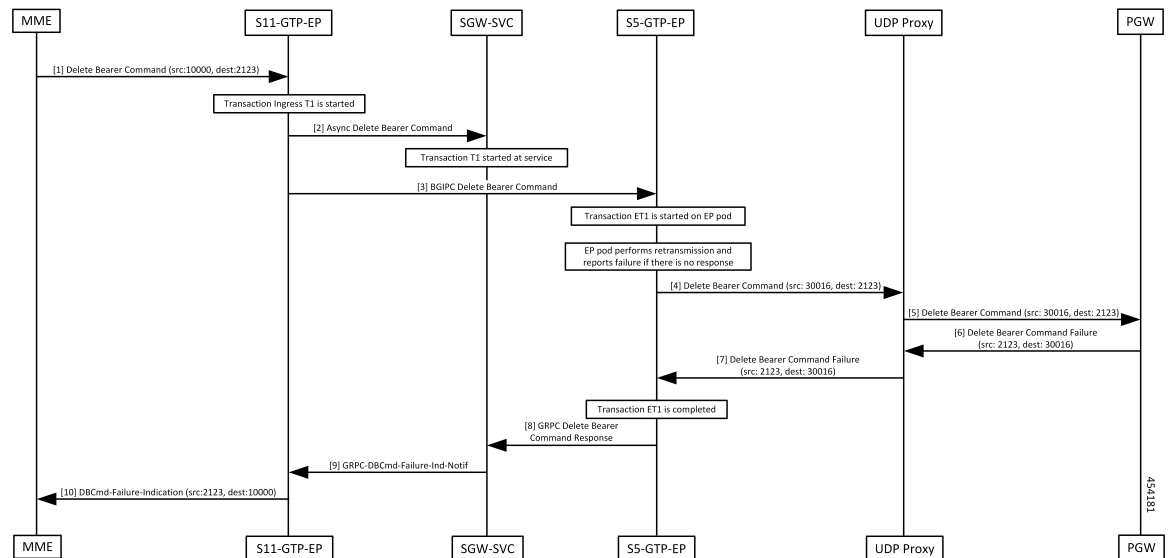 MME
S11-GTP-EP
SGW-SVC
S5-GTP-EP
UDP Proxy
PGW
[1] Delete Bearer Command (src:10000, dest:2123)
Transaction Ingress T1 is started
[2] Async Delete Bearer Command
Transaction T1 started at service
[3] BGIPC Delete Bearer Command
Transaction ET1 is started on EP pod
EP pod performs retransmission and
reports failure if there is no response
[4] Delete Bearer Command (src: 30016, dest: 2123)
[5] Delete Bearer Command (src: 30016, dest: 2123)
[6] Delete Bearer Command Failure
(src: 2123, dest: 30016)
[7] Delete Bearer Command Failure
(src: 2123, dest: 30016)
Transaction ET1 is completed
[8] GRPC Delete Bearer
Command Response
[9] GRPC-DBCmd-Failure-Ind-Notif
[10] DBCmd-Failure-Indication (src:2123, dest:10000)
454181
MME
S11-GTP-EP
SGW-SVC
S5-GTP-EP
UDP Proxy
PGW